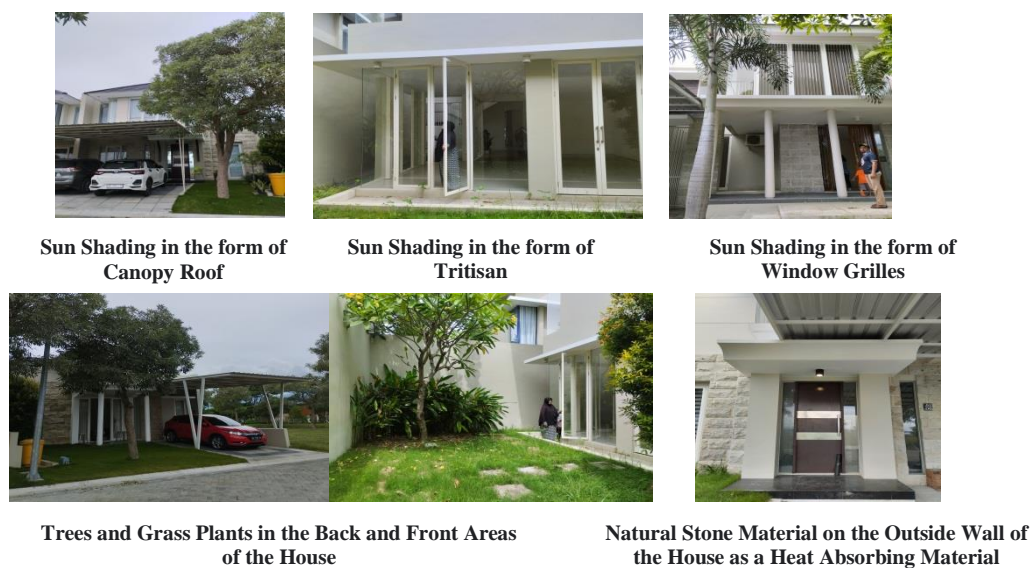 Sun Shading in the form of
Canopy Roof
Sun Shading in the form of
Tritisan
Sun Shading in the form of
Window Grilles
Trees and Grass Plants in the Back and Front Areas
of the House
Natural Stone Material on the Outside Wall of
the House as a Heat Absorbing Material